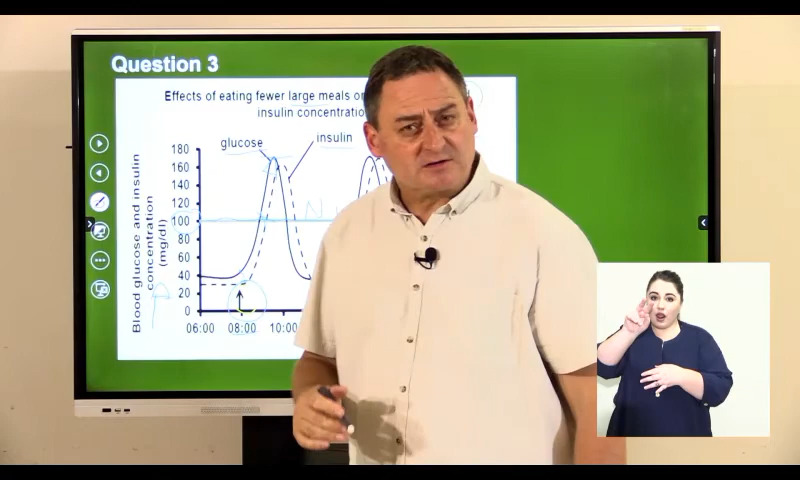 Question 3
Effects of eating fewer large meals
insulin concentration
glucose
insulin
Blood glucose and insulin
concentration
(mg/dl)
180
160
140
120
100
80
60
40
20
0
06:00 08:00 10:00
N